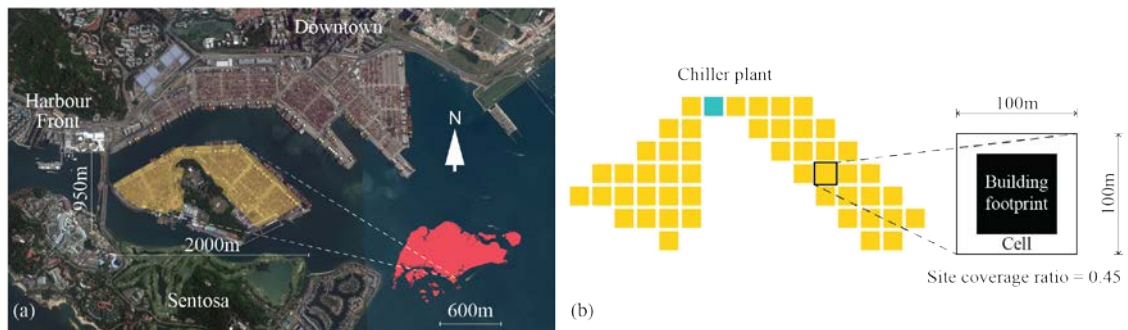 Downtown
Harbour
Front
N
950m
2000m
Sentosa
600m
(a)
Chiller plant
100m
Building
footprint
Cell
100m
Site coverage ratio = 0.45
(b)